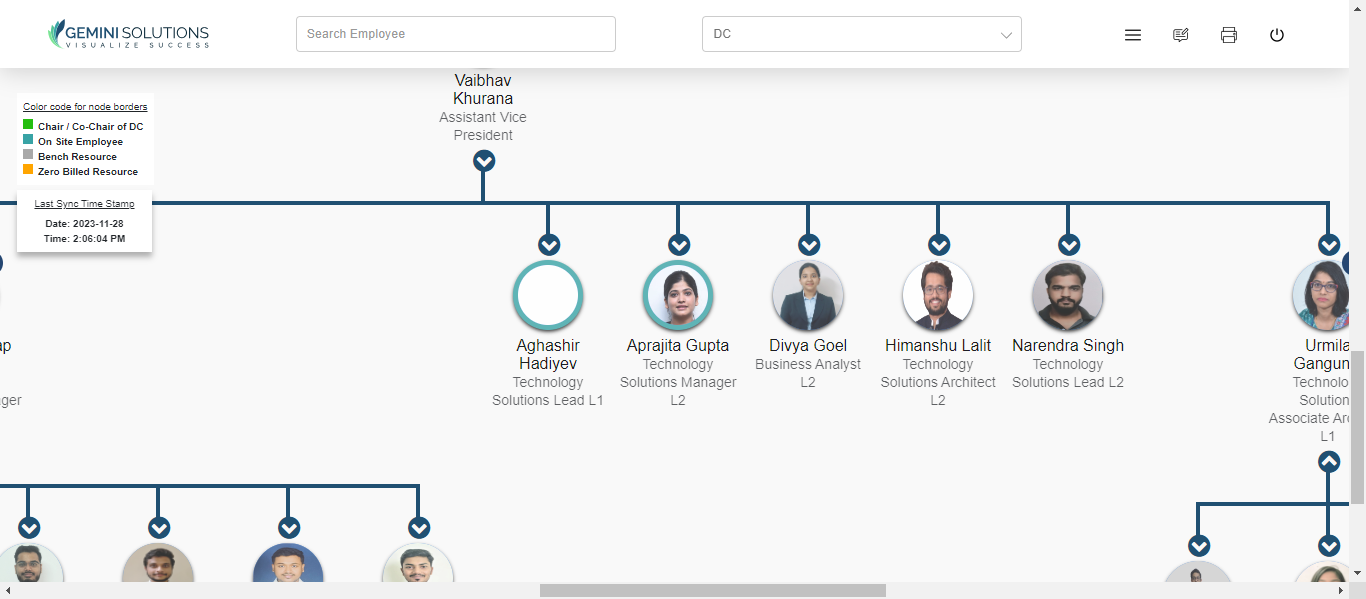 GEMINI SOLUTIONS
VISUALIZE SUCCESS
Search Employee
DC
Vaibhav
Khurana
Assistant Vice
President
Color code for node borders
Chair / Co-Chair of DC
On Site Employee
Bench Resource
Zero Billed Resource
Last Sync Time Stamp
Date: 2023-11-28
Time: 2:06:04 PM
ap
ager
Aghashir
Hadiyev
Technology
Solutions Lead L1
Aprajita Gupta
Technology
Solutions Manager
L2
Divya Goel
Business Analyst
L2
Himanshu Lalit
Technology
Solutions Architect
L2
Narendra Singh
Technology
Solutions Lead L2
Urmila
Gangun
Technolo
Solution
Associate Arc
L1